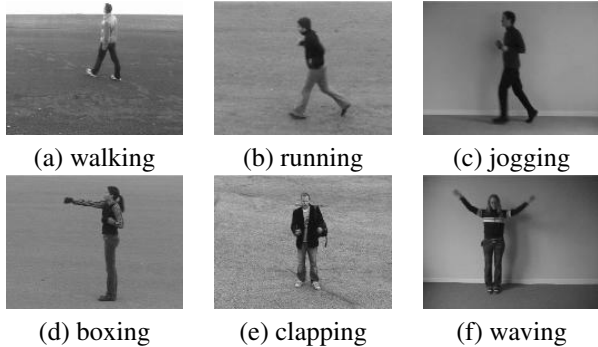 (a) walking
(b) running
(c) jogging
(d) boxing
(e) clapping
(f) waving